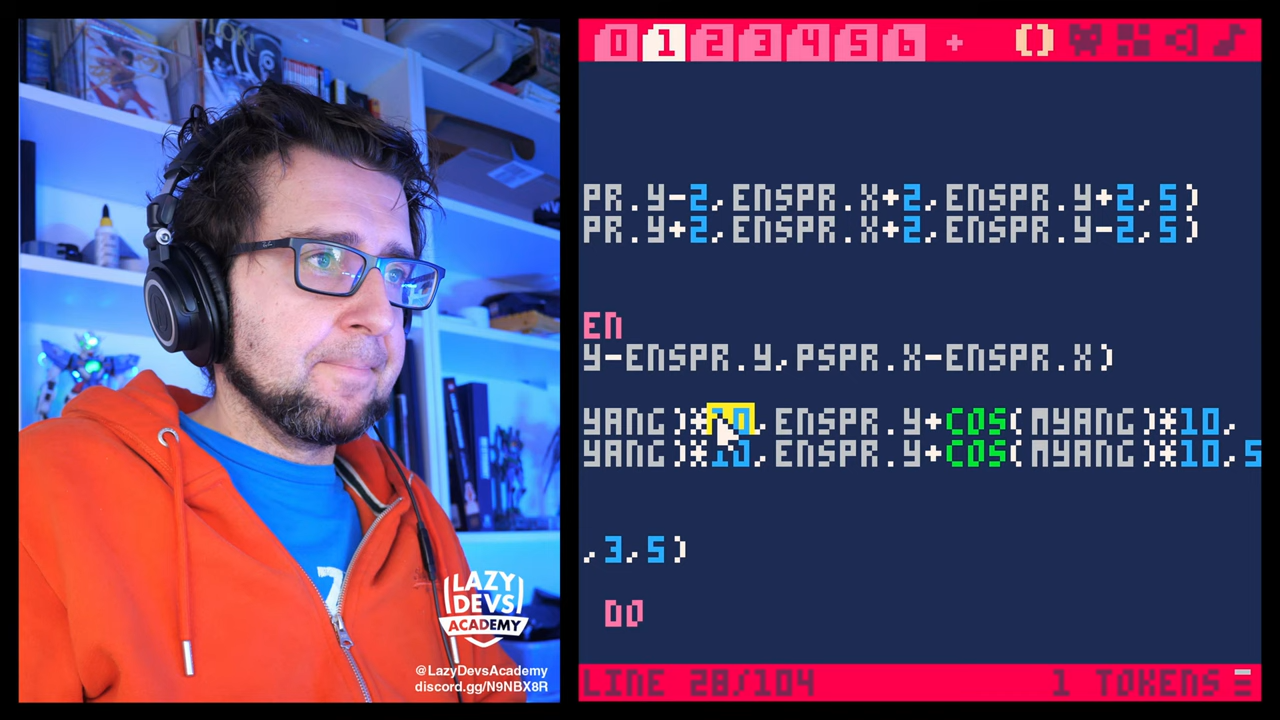 LOKI
LAZY
DEVS
ACADEMY
@LazyDevsAcademy
discord.gg/N9NBX8R
0 1 2 3 4 5 6 +
PR.Y-2,ENSPR.X+2,ENSPR.Y+2,5)
PR.Y+2,ENSPR.X+2,ENSPR.Y-2,5)
EN
Y-ENSPR.Y,PSPR.X-ENSPR.X)
YANG)*10,ENSPR.Y+COS(MYANG)*10,
YANG)*10,ENSPR.Y+COS(MYANG)*10,5
,3,5)
DO
LINE 28/104
1 TOKENS